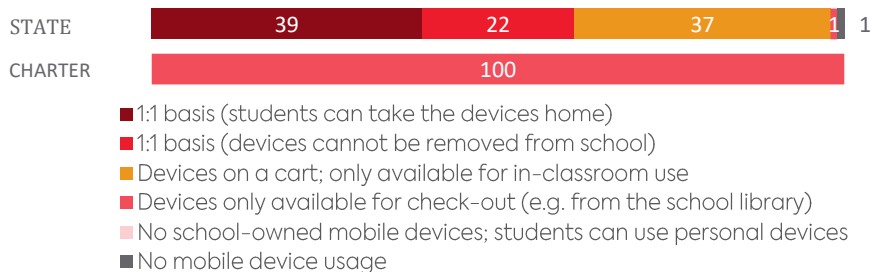 STATE 39 22 37 1 1
CHARTER 100
1:1 basis (students can take the devices home)
1:1 basis (devices cannot be removed from school)
Devices on a cart; only available for in-classroom use
Devices only available for check-out (e.g. from the school library)
No school-owned mobile devices; students can use personal devices
No mobile device usage